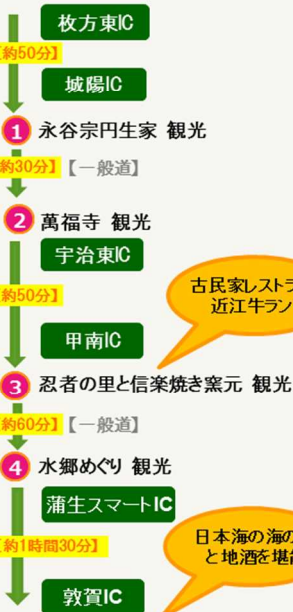 枚方東IC
約50分】
城陽IC
1 永谷宗円生家 観光
約30分】【一般道】
2 萬福寺 観光
宇治東IC
約50分】
古民家レストラ
近江牛ラン
甲南IC
3 忍者の里と信楽焼き窯元 観光
約60分】【一般道】
4 水郷めぐり 観光
蒲生スマートIC
約1時間30分】
日本海の海の
と地酒を堪
敦賀IC